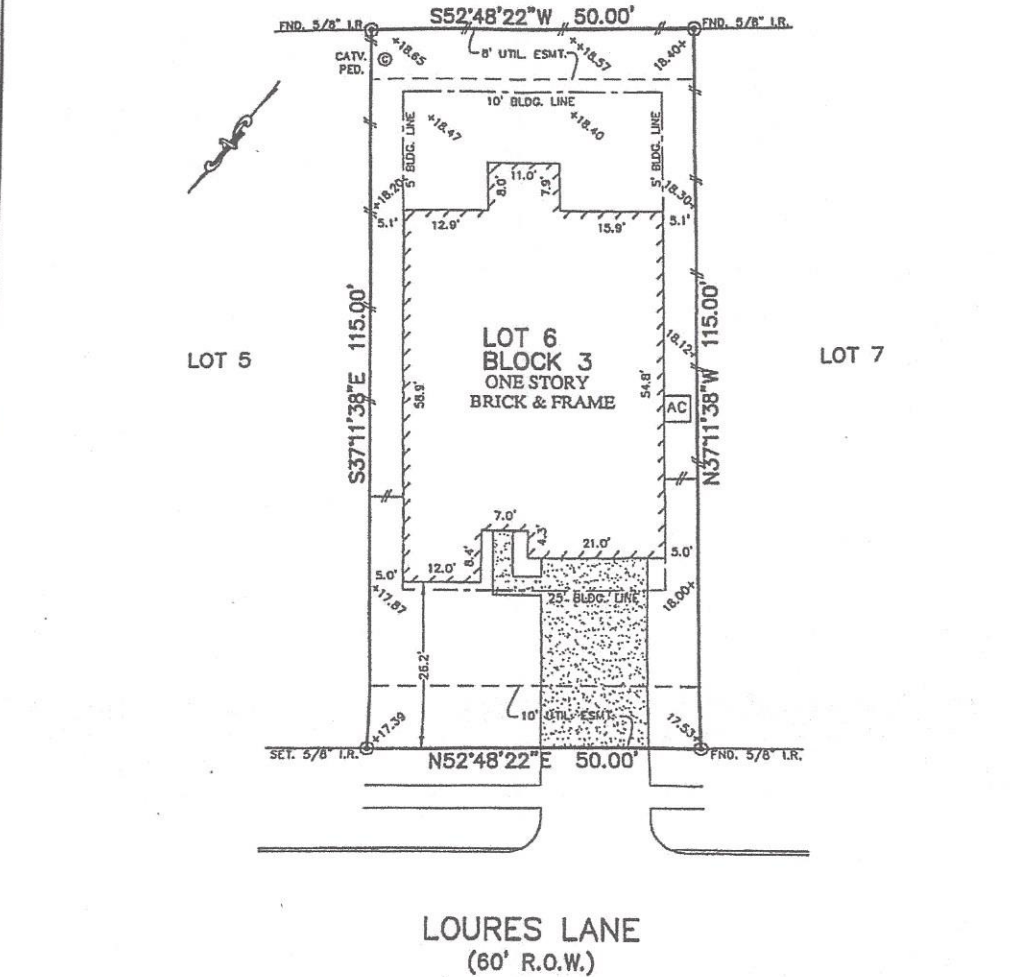 S52°48'22"W 50.00'
FND. 5/8" I.R.
FND. 5/8" I.R.
CATV.
PED.
C
+18.65
8' UTIL. ESMT.
++18.57
18.40+
10' BLDG. LINE
5' BLDG. LINE
+18.47
+18.40
5' BLDG. LINE
+18.20
18.30+
11.0'
8.0'
7.9'
5.1'
12.9'
15.9'
5.1'
S37°11'38"E 115.00'
N37°11'38"W 115.00'
LOT 5
LOT 6
BLOCK 3
ONE STORY
BRICK & FRAME
LOT 7
18.12+
58.9'
54.8'
AC
7.0'
4.3'
8.4'
21.0'
5.0'
12.0'
5.0'
+17.87
25' BLDG. LINE
18.00+
26.2'
10' UTIL. ESMT.
+17.39
17.53+
SET. 5/8" I.R.
N52°48'22"E 50.00'
FND. 5/8" I.R.
LOURES LANE
(60' R.O.W.)